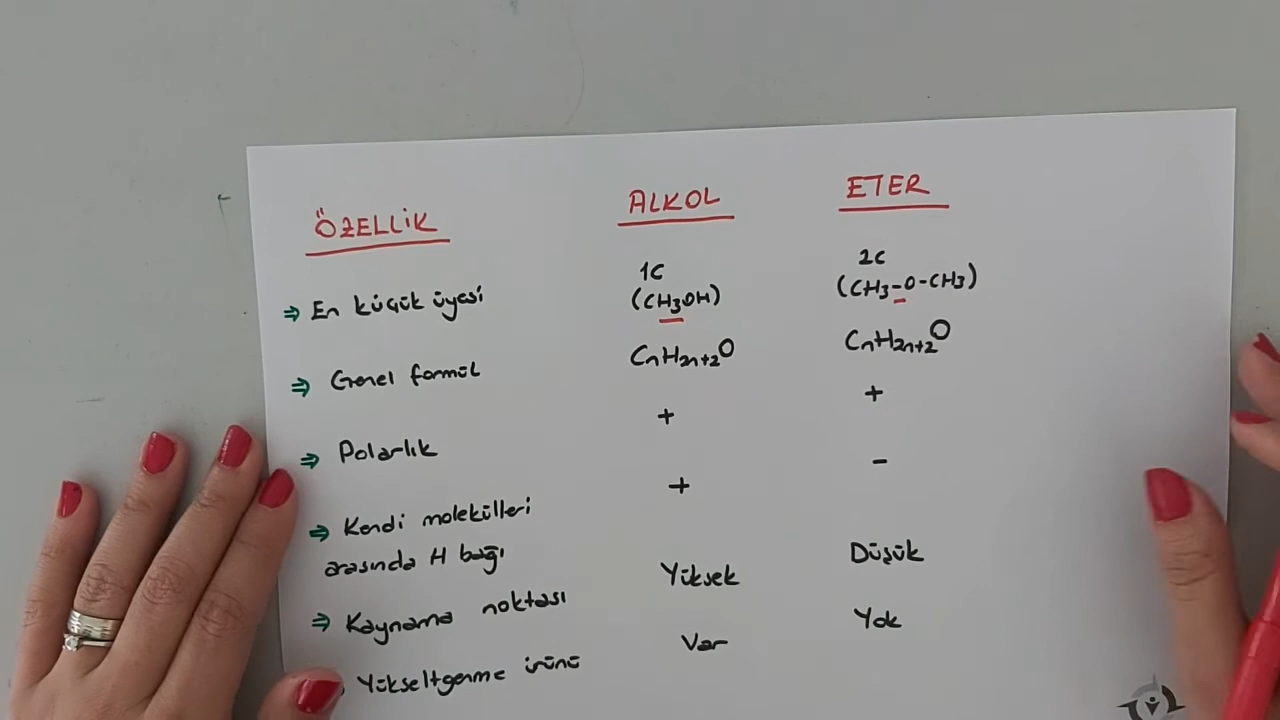 ÖZELLİK ALKOL ETER
1C 2C
⇒ En küçük üyesi (CH3OH) (CH3-O-CH3)
⇒ Genel formül CnH2n+2O CnH2n+2O
⇒ Polarlık + +
⇒ Kendi molekülleri + -
arasında H bağı
⇒ Kaynama noktası Yüksek Düşük
Yükseltgenme ürünü Var Yok